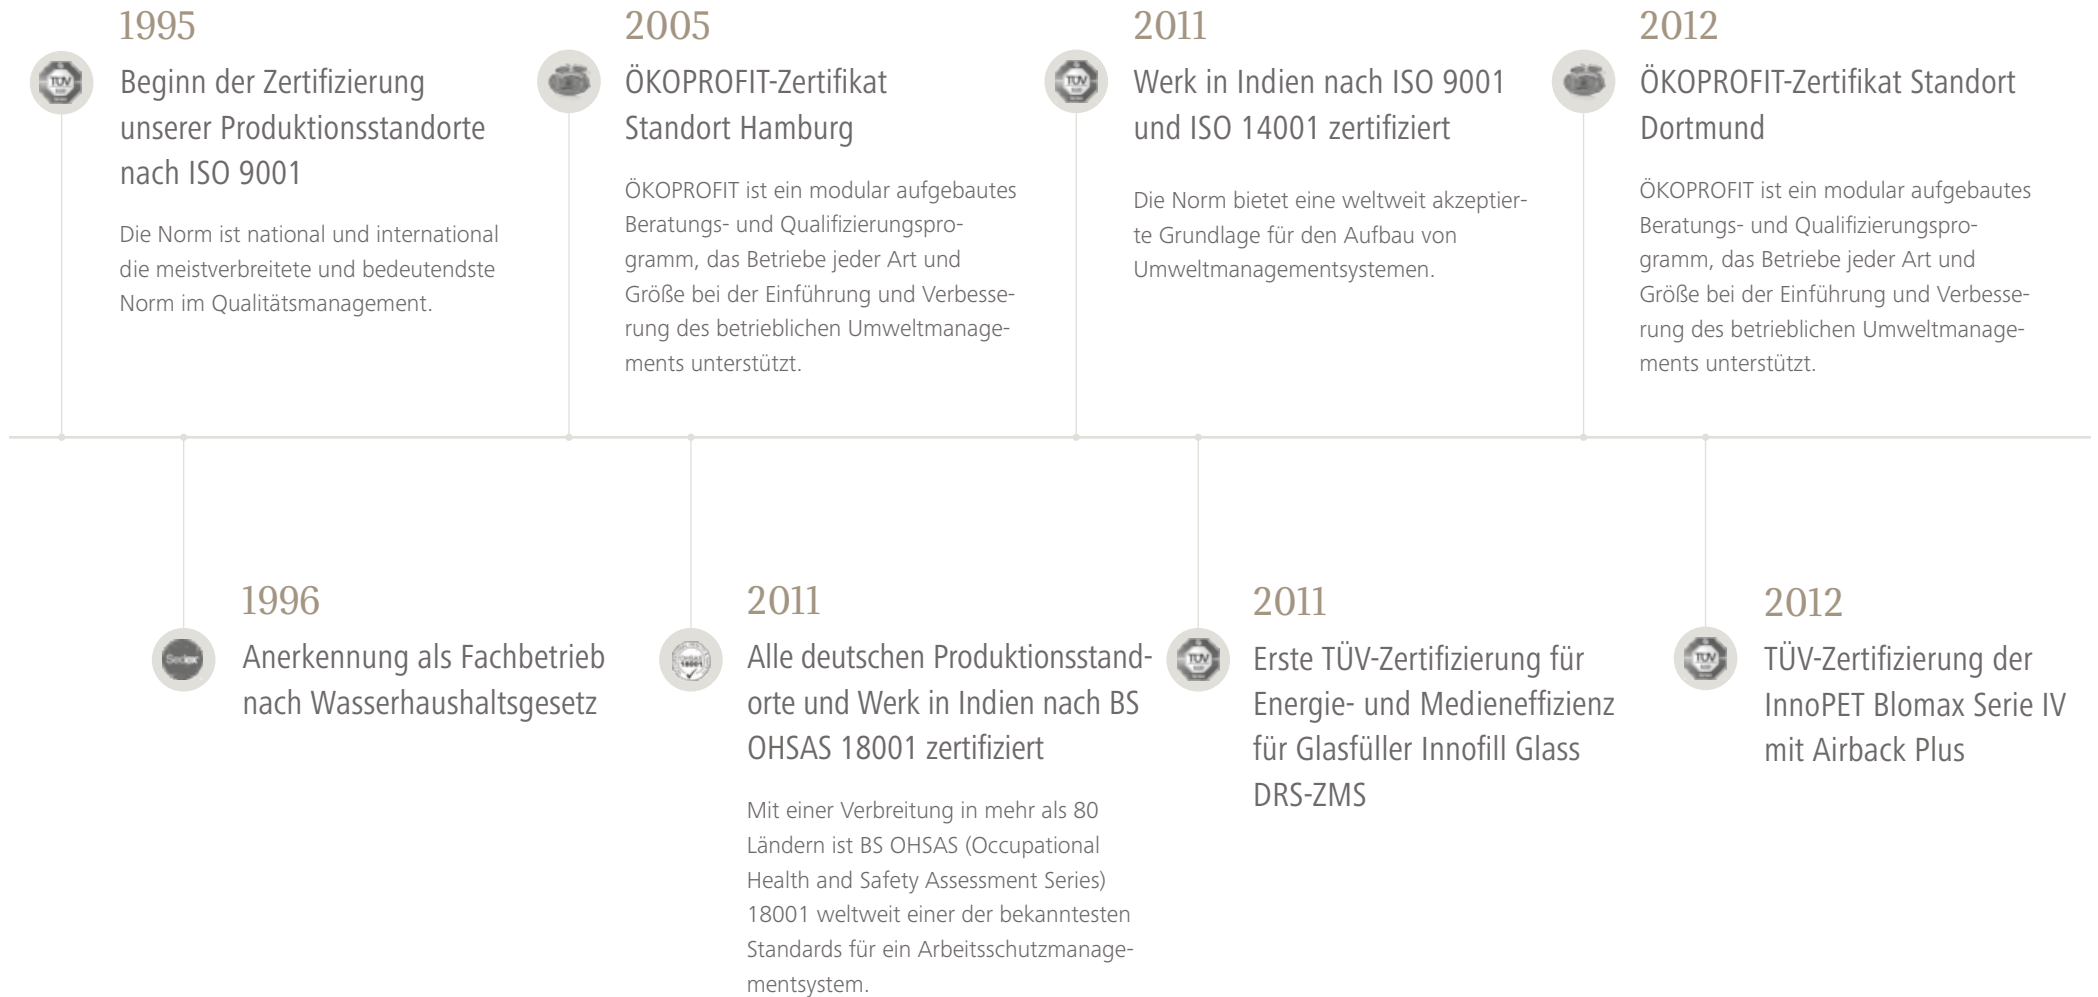 1995
Beginn der Zertifizierung
unserer Produktionsstandorte
nach ISO 9001
Die Norm ist national und international
die meistverbreitete und bedeutendste
Norm im Qualitätsmanagement.
2005
ÖKOPROFIT-Zertifikat
Standort Hamburg
ÖKOPROFIT ist ein modular aufgebautes
Beratungs- und Qualifizierungspro-
gramm, das Betriebe jeder Art und
Größe bei der Einführung und Verbesse-
rung des betrieblichen Umweltmanage-
ments unterstützt.
2011
Werk in Indien nach ISO 9001
und ISO 14001 zertifiziert
Die Norm bietet eine weltweit akzeptier-
te Grundlage für den Aufbau von
Umweltmanagementsystemen.
2012
ÖKOPROFIT-Zertifikat Standort
Dortmund
ÖKOPROFIT ist ein modular aufgebautes
Beratungs- und Qualifizierungspro-
gramm, das Betriebe jeder Art und
Größe bei der Einführung und Verbesse-
rung des betrieblichen Umweltmanage-
ments unterstützt.
TÜV
TÜV
1996
Anerkennung als Fachbetrieb
nach Wasserhaushaltsgesetz
Sedex
2011
Alle deutschen Produktionsstand-
orte und Werk in Indien nach BS
OHSAS 18001 zertifiziert
Mit einer Verbreitung in mehr als 80
Ländern ist BS OHSAS (Occupational
Health and Safety Assessment Series)
18001 weltweit einer der bekanntesten
Standards für ein Arbeitsschutzmanage-
mentsystem.
18001
2011
Erste TÜV-Zertifizierung für
Energie- und Medieneffizienz
für Glasfüller Innofill Glass
DRS-ZMS
TÜV
2012
TÜV-Zertifizierung der
InnoPET Blomax Serie IV
mit Airback Plus
TÜV